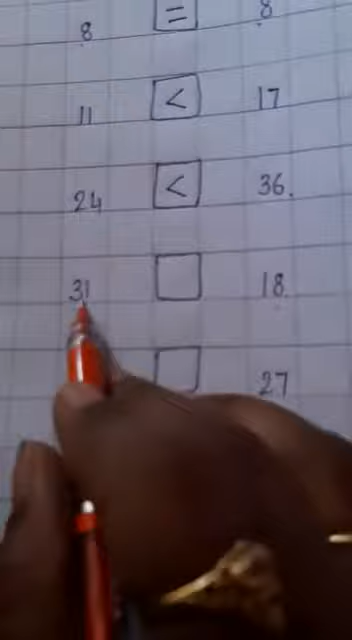 8 = 8
11 < 17
24 < 36.
31 18.
27